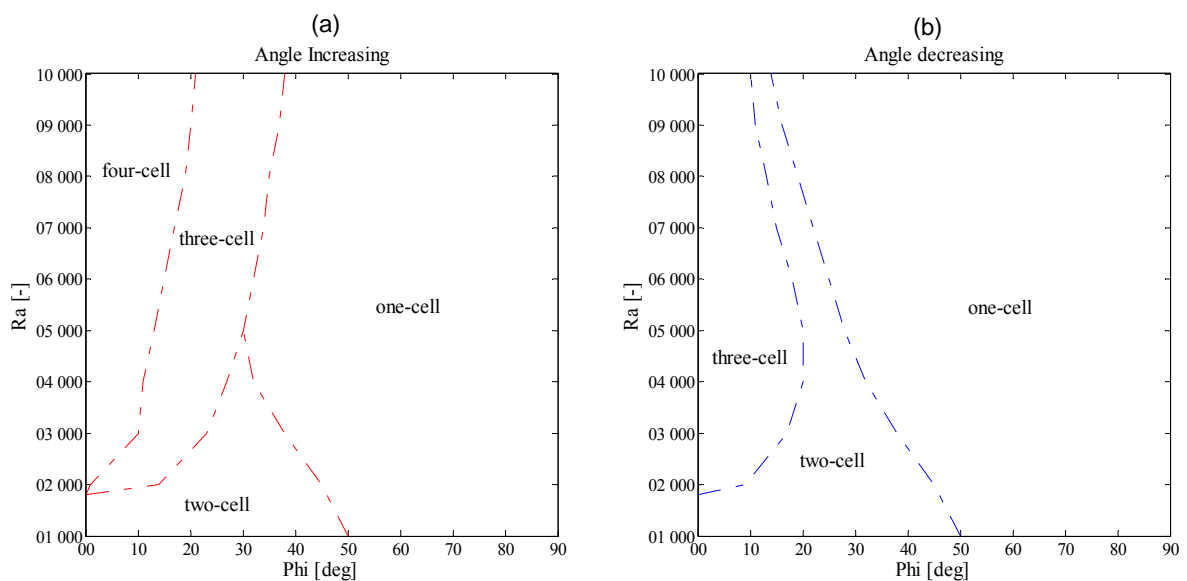 (a)
Angle Increasing
10 000
09 000
08 000
07 000
06 000
05 000
04 000
03 000
02 000
01 000
Ra [-]
four-cell
three-cell
one-cell
two-cell
00 10 20 30 40 50 60 70 80 90
Phi [deg]
(b)
Angle decreasing
10 000
09 000
08 000
07 000
06 000
05 000
04 000
03 000
02 000
01 000
Ra [-]
one-cell
three-cell
two-cell
00 10 20 30 40 50 60 70 80 90
Phi [deg]